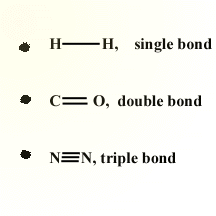 • H—H, single bond
• C=O, double bond
• N≡N, triple bond